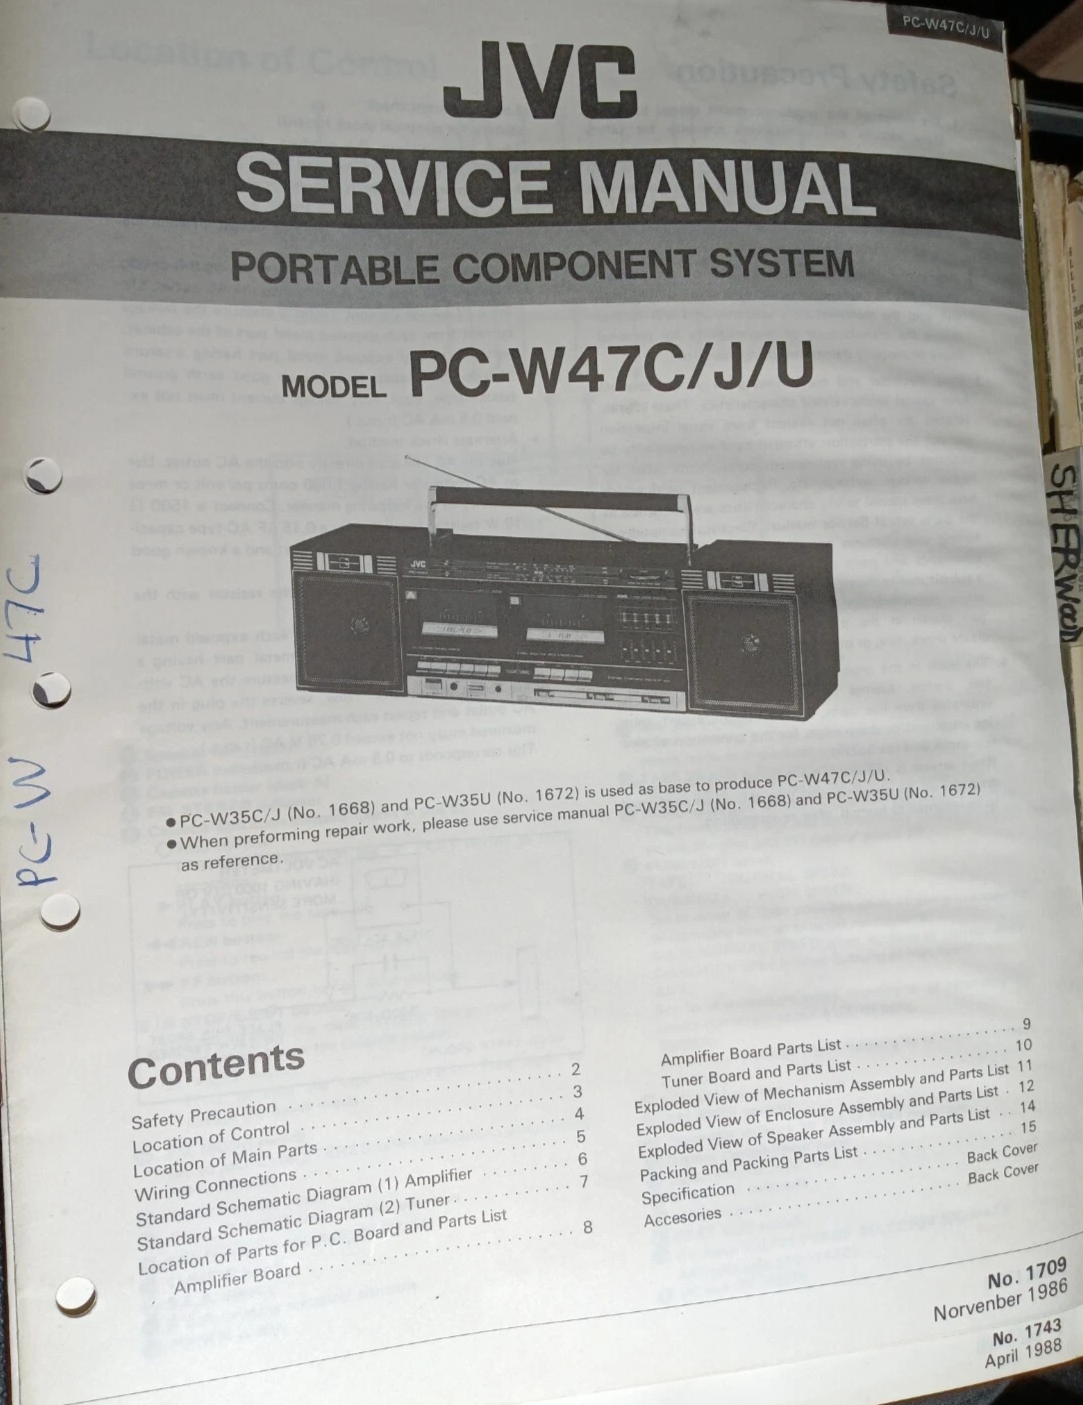 PC-W47C/J/U
JVC
SERVICE MANUAL
PORTABLE COMPONENT SYSTEM
MODEL PC-W47C/J/U
JVC
A
B
SHERWOOD
PC-W 47C
● PC-W35C/J (No. 1668) and PC-W35U (No. 1672) is used as base to produce PC-W47C/J/U.
● When preforming repair work, please use service manual PC-W35C/J (No. 1668) and PC-W35U (No. 1672)
as reference.
Contents
Safety Precaution . . . . . . . . . . . . . . . . . . . . . . 2
Location of Control . . . . . . . . . . . . . . . . . . . . . 3
Location of Main Parts . . . . . . . . . . . . . . . . . . . 4
Wiring Connections . . . . . . . . . . . . . . . . . . . . . 5
Standard Schematic Diagram (1) Amplifier . . . . . . . . . 6
Standard Schematic Diagram (2) Tuner . . . . . . . . . . . 7
Location of Parts for P.C. Board and Parts List
Amplifier Board . . . . . . . . . . . . . . . . . . . . . . 8
Amplifier Board Parts List . . . . . . . . . . . . . . . . . 9
Tuner Board and Parts List . . . . . . . . . . . . . . . . 10
Exploded View of Mechanism Assembly and Parts List 11
Exploded View of Enclosure Assembly and Parts List . 12
Exploded View of Speaker Assembly and Parts List . . 14
Packing and Packing Parts List . . . . . . . . . . . . . . 15
Specification . . . . . . . . . . . . . . . . . . . . Back Cover
Accesories . . . . . . . . . . . . . . . . . . . . . Back Cover
No. 1709
Norvenber 1986
No. 1743
April 1988